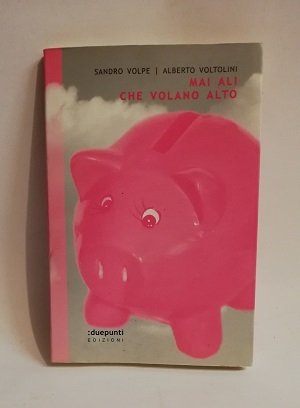 SANDRO VOLPE | ALBERTO VOLTOLINI
MAI ALI
CHE VOLANO ALTO
:duepunti
EDIZIONI